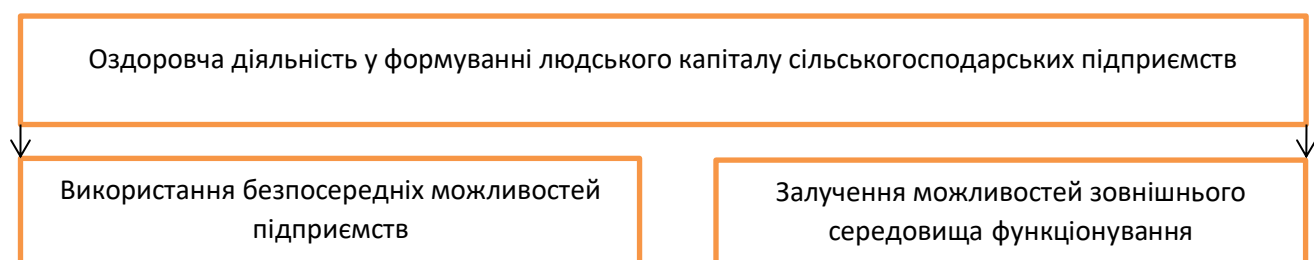 Оздоровча діяльність у формуванні людського капіталу сільськогосподарських підприємств
Використання безпосередніх можливостей
підприємств
Залучення можливостей зовнішнього
середовища функціонування